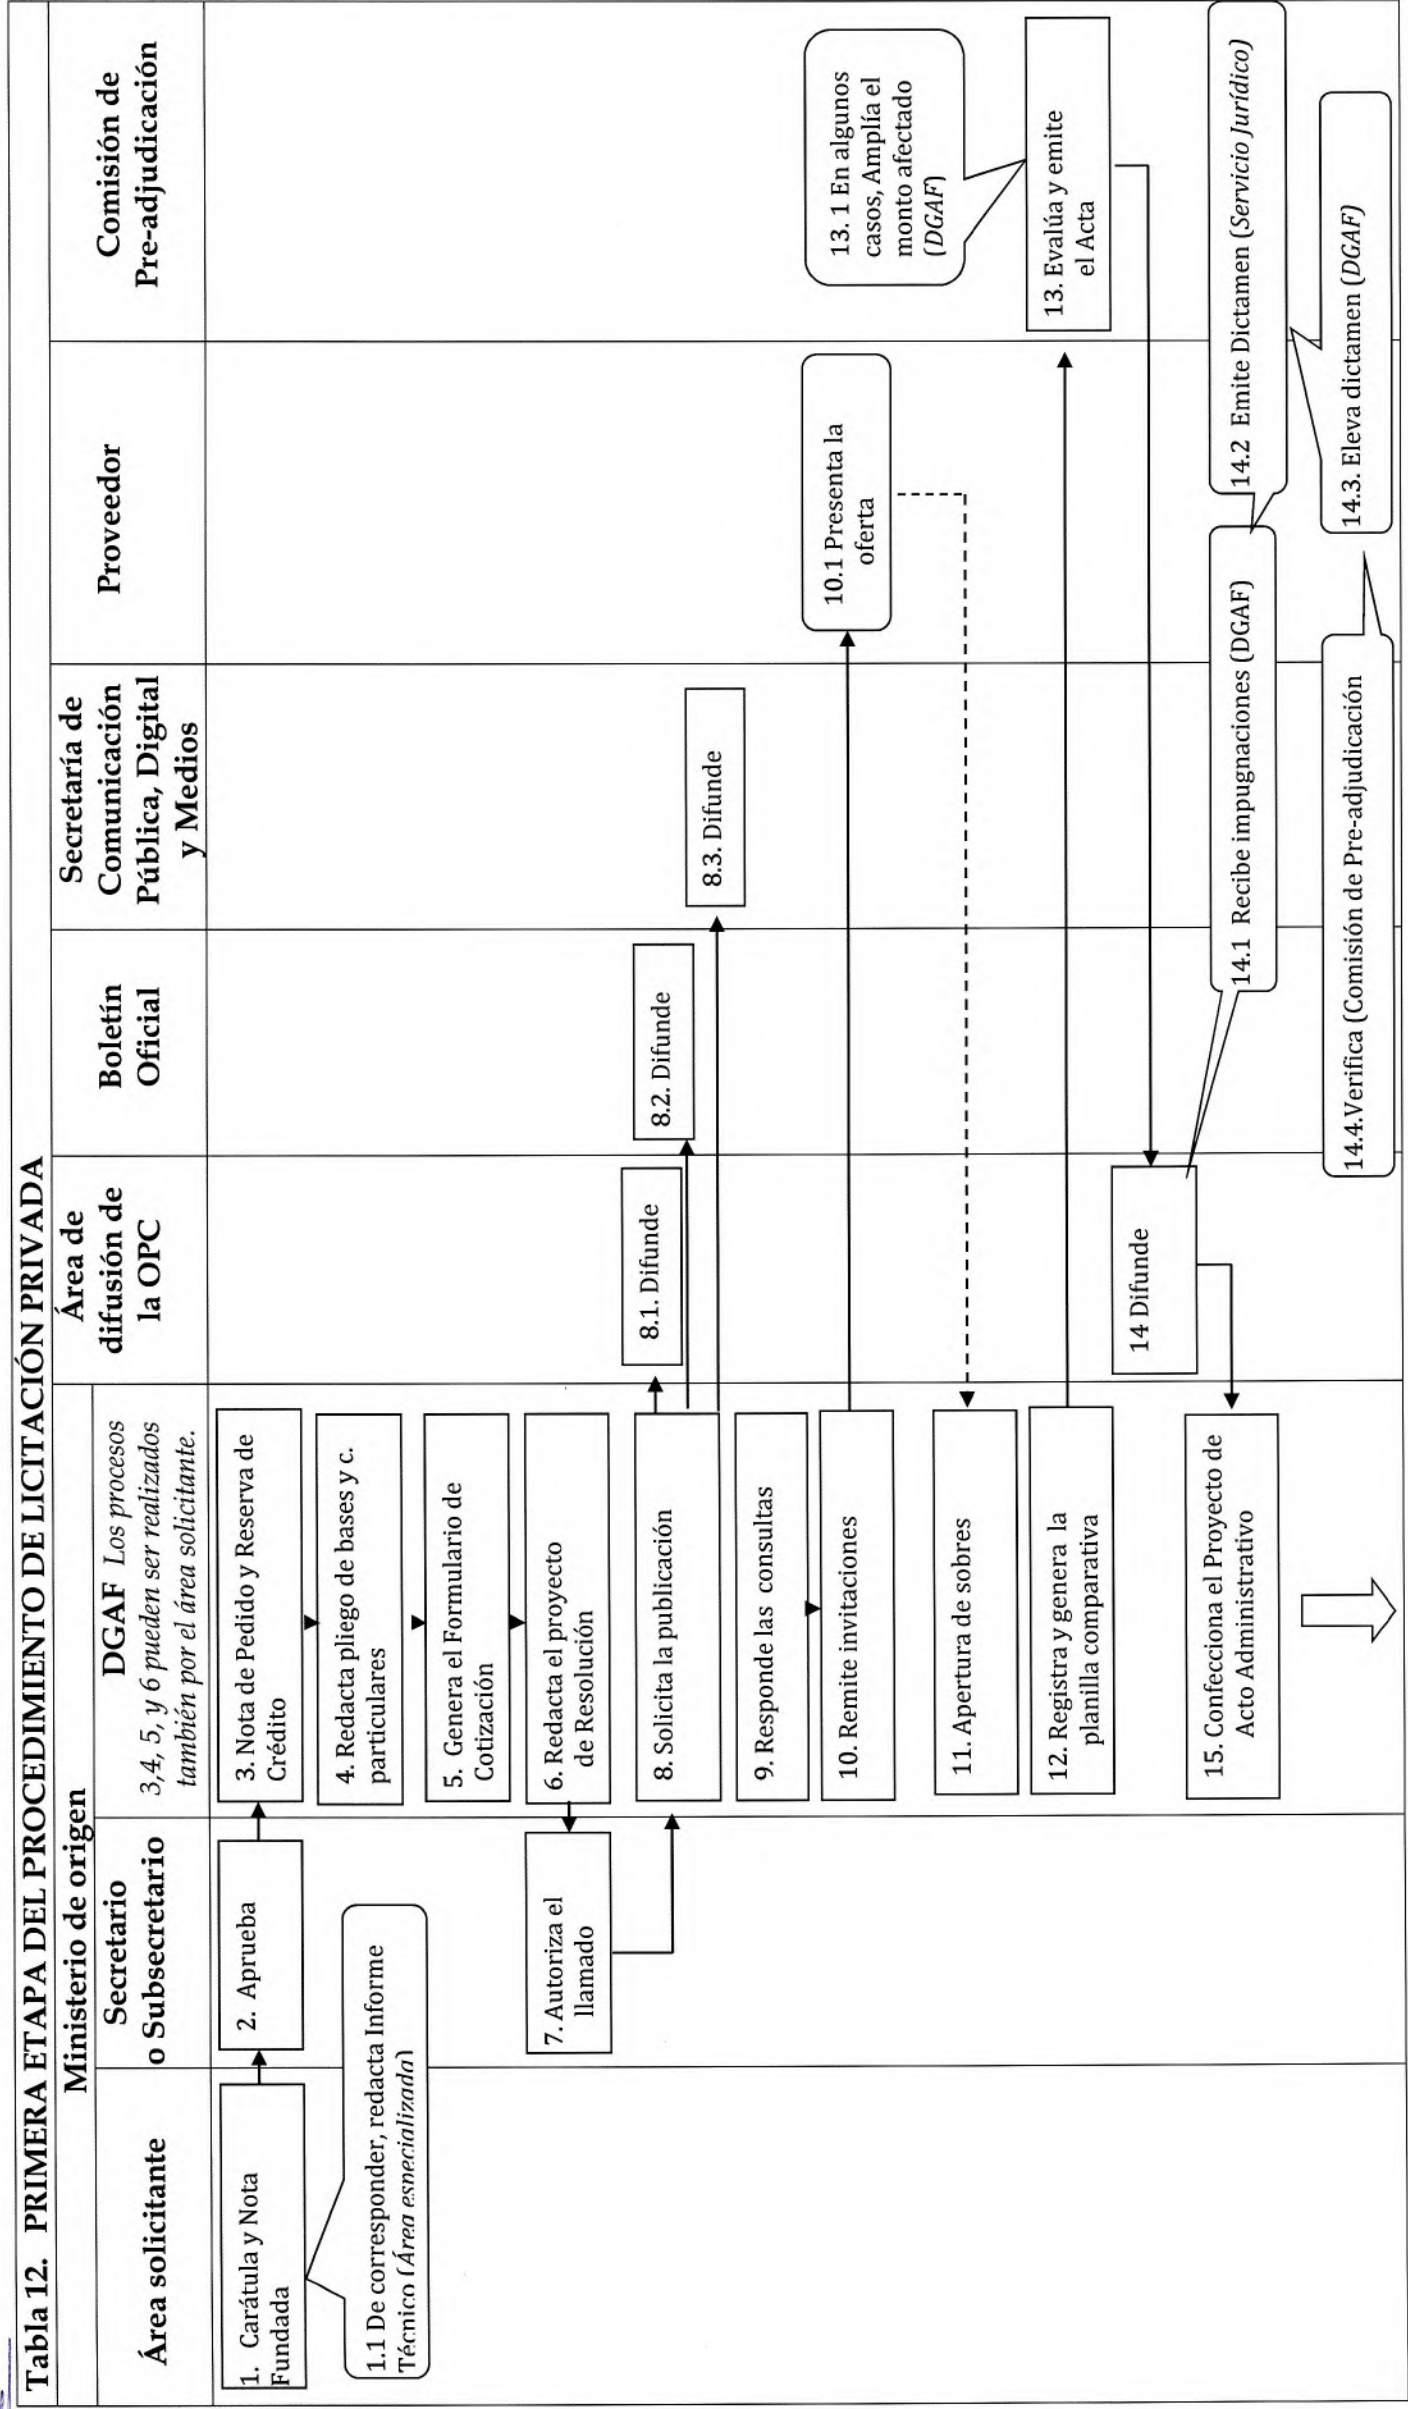 Tabla 12. PRIMERA ETAPA DEL PROCEDIMIENTO DE LICITACIÓN PRIVADA
Ministerio de origen
Área solicitante
Secretario
o Subsecretario
DGAF Los procesos
3,4, 5, y 6 pueden ser realizados
también por el área solicitante.
Área de
difusión de
la OPC
Boletín
Oficial
Secretaría de
Comunicación
Pública, Digital
y Medios
Proveedor
Comisión de
Pre-adjudicación
1. Carátula y Nota
Fundada
1.1 De corresponder, redacta Informe
Técnico (Área especializada)
2. Aprueba
3. Nota de Pedido y Reserva de
Crédito
4. Redacta pliego de bases y c.
particulares
5. Genera el Formulario de
Cotización
6. Redacta el proyecto
de Resolución
7. Autoriza el
llamado
8. Solicita la publicación
8.1. Difunde
8.2. Difunde
8.3. Difunde
9. Responde las consultas
10. Remite invitaciones
10.1 Presenta la
oferta
11. Apertura de sobres
12. Registra y genera la
planilla comparativa
13. 1 En algunos
casos, Amplía el
monto afectado
(DGAF)
13. Evalúa y emite
el Acta
14 Difunde
14.1 Recibe impugnaciones (DGAF)
14.2 Emite Dictamen (Servicio Jurídico)
14.3. Eleva dictamen (DGAF)
14.4.Verifica (Comisión de Pre-adjudicación
15. Confecciona el Proyecto de
Acto Administrativo